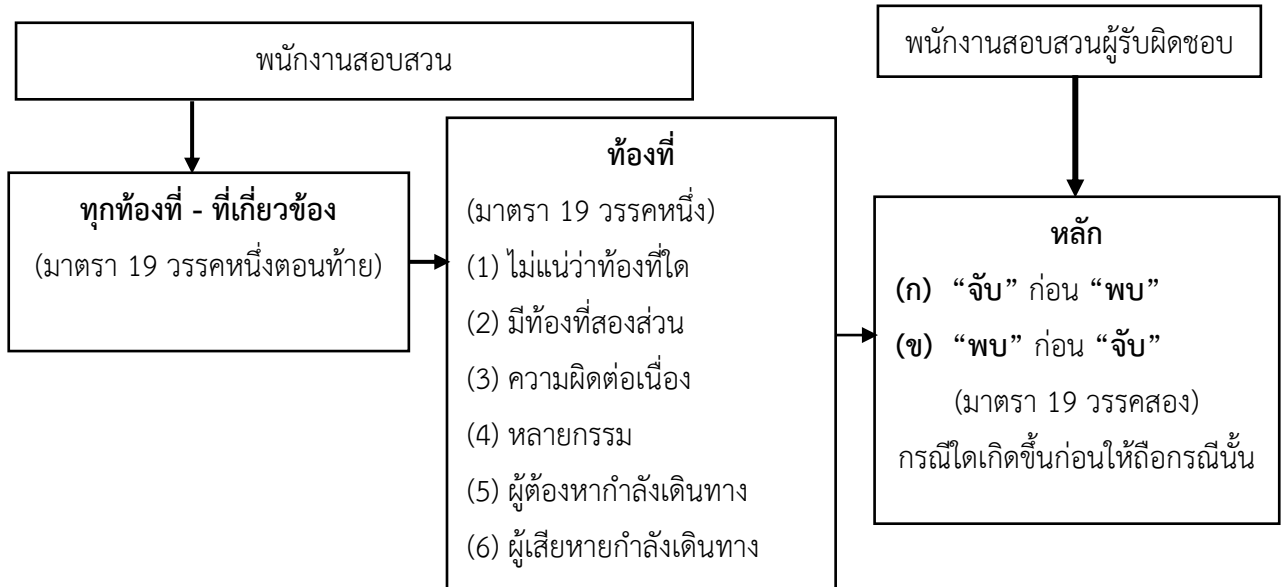 พนักงานสอบสวน
พนักงานสอบสวนผู้รับผิดชอบ
ทุกท้องที่ - ที่เกี่ยวข้อง
(มาตรา 19 วรรคหนึ่งตอนท้าย)
ท้องที่
(มาตรา 19 วรรคหนึ่ง)
(1) ไม่แน่ว่าท้องที่ใด
(2) มีท้องที่สองส่วน
(3) ความผิดต่อเนื่อง
(4) หลายกรรม
(5) ผู้ต้องหากำลังเดินทาง
(6) ผู้เสียหายกำลังเดินทาง
หลัก
(ก) “จับ” ก่อน “พบ”
(ข) “พบ” ก่อน “จับ”
(มาตรา 19 วรรคสอง)
กรณีใดเกิดขึ้นก่อนให้ถือกรณีนั้น